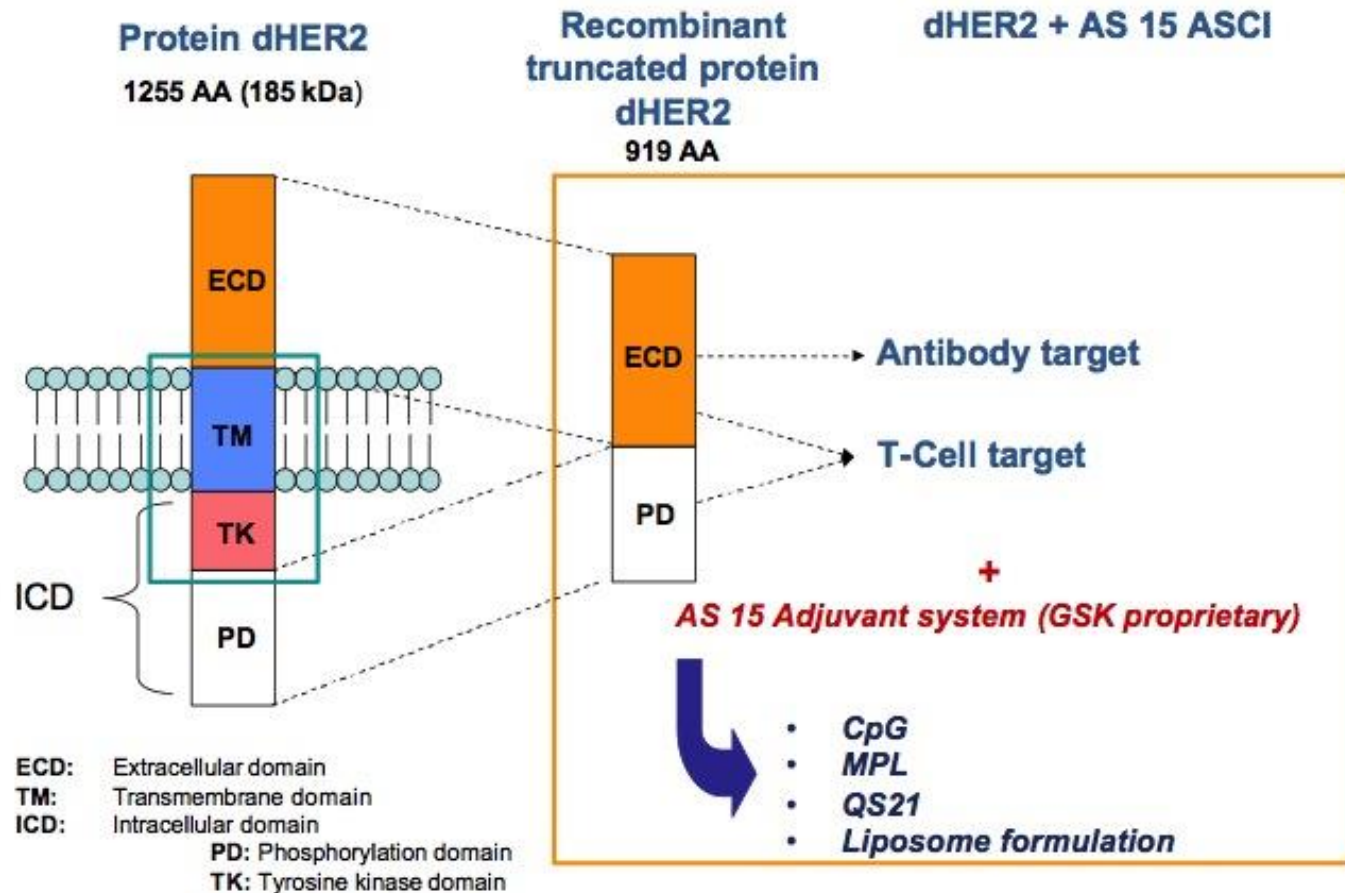 Protein dHER2
1255 AA (185 kDa)
Recombinant
truncated protein
dHER2
919 AA
dHER2 + AS 15 ASCI
ECD
TM
TK
PD
ICD
ECD
PD
Antibody target
T-Cell target
+
AS 15 Adjuvant system (GSK proprietary)
• CpG
• MPL
• QS21
• Liposome formulation
ECD: Extracellular domain
TM: Transmembrane domain
ICD: Intracellular domain
PD: Phosphorylation domain
TK: Tyrosine kinase domain